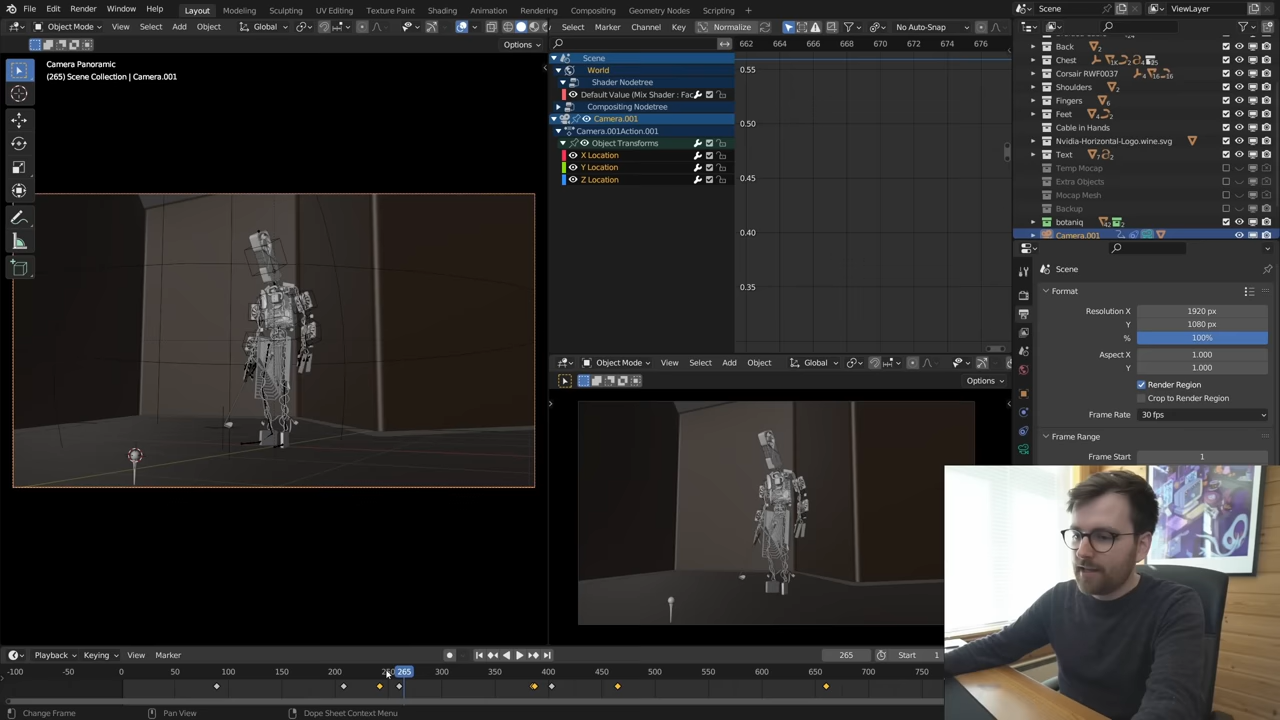 File Edit Render Window Help Layout Modeling Sculpting UV Editing Texture Paint Shading Animation Rendering Compositing Geometry Nodes Scripting Scene ViewLayer
Object Mode View Select Add Object Global Select Marker Channel Key Normalize No Auto-Snap
Options
Camera Panoramic
(265) Scene Collection | Camera.001
662 664 666 668 670 672 674 676
Scene
World
Shader Nodetree
Default Value (Mix Shader : Fac
Compositing Nodetree
Camera.001
Camera.001Action.001
Object Transforms
X Location
Y Location
Z Location
0.55
0.50
0.45
0.40
0.35
Back 2
Chest
Corsair RWF0037
Shoulders 2
Fingers 6
Feet
Cable in Hands
Nvidia-Horizontal-Logo.wine.svg
Text
Temp Mocap
Extra Objects
Mocap Mesh
Backup
botaniq
Camera.001
Scene
Format
Resolution X 1920 px
Y 1080 px
% 100%
Aspect X 1.000
Y 1.000
Render Region
Crop to Render Region
Frame Rate 30 fps
Frame Range
Frame Start 1
Object Mode View Select Add Object Global
Options
Playback Keying View Marker 265 Start 1
-100 -50 0 50 100 150 200 265 300 350 400 450 500 550 600 650 700 750
Change Frame Pan View Dope Sheet Context Menu